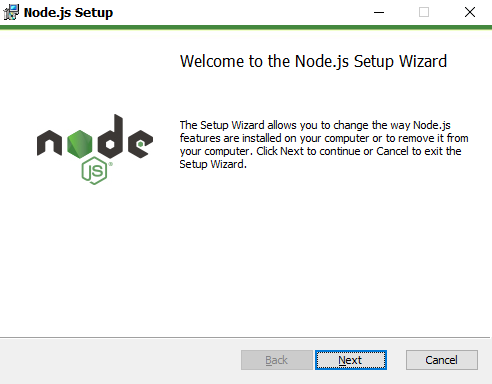 Node.js Setup
Welcome to the Node.js Setup Wizard
The Setup Wizard allows you to change the way Node.js
features are installed on your computer or to remove it from
your computer. Click Next to continue or Cancel to exit the
Setup Wizard.
node
JS
Back Next Cancel